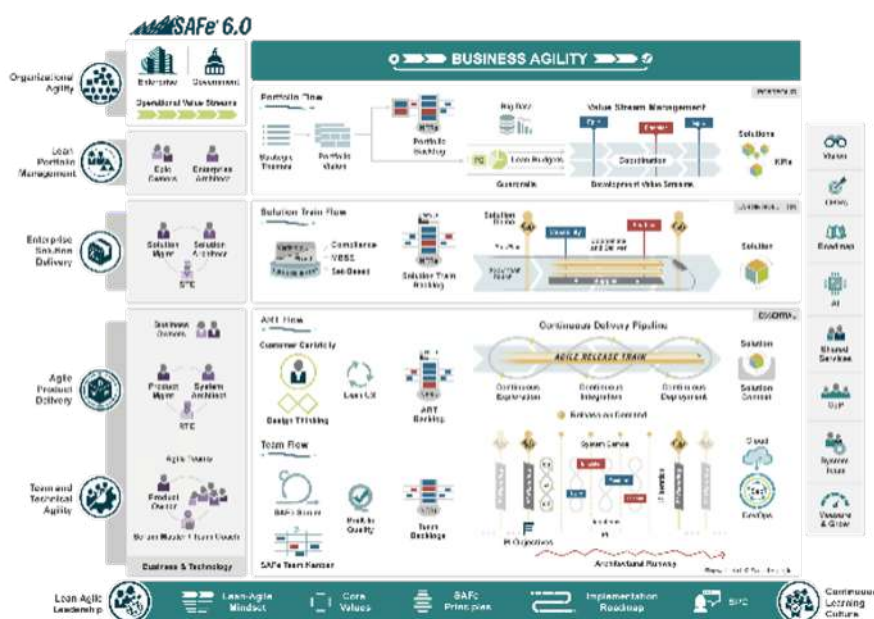 SAFe 6.0
BUSINESS AGILITY
Organizational
Agility
Enterprise
Government
Operational Value Streams
Portfolio Flow
PORTFOLIO
Big Data
Value Stream Management
Strategic
Themes
Portfolio
Vision
Portfolio
Backlog
Lean Budgets
Guardrails
Coordination
Development Value Streams
Solutions
KPIs
Lean
Portfolio
Management
Epic
Owners
Enterprise
Architect
Vision
Roadmap
AI
Shared
Services
CoP
System
Team
Measure
& Grow
Enterprise
Solution
Delivery
Solution
Mgmt
Solution
Architect
STE
Solution Train Flow
Compliance
MBSE
Set-Based
Solution Train
Backlog
Solution
Demo
Capability
Solution
ART Flow
ESSENTIAL
Business
Owners
Customer Centricity
Design Thinking
Lean UX
ART
Backlog
Continuous Delivery Pipeline
AGILE RELEASE TRAIN
Continuous
Exploration
Continuous
Integration
Continuous
Deployment
Release on Demand
Solution
Solution
Context
Agile
Product
Delivery
Product
Mgmt
System
Architect
RTE
Team and
Technical
Agility
Agile Teams
Product
Owner
Scrum Master / Team Coach
Business & Technology
Team Flow
SAFe Scrum
Built-In
Quality
SAFe Team Kanban
Team
Backlogs
System Demos
PI Objectives
Architectural Runway
Cloud
DevOps
Lean-Agile
Leadership
Lean-Agile
Mindset
Core
Values
SAFe
Principles
Implementation
Roadmap
SPC
Continuous
Learning
Culture